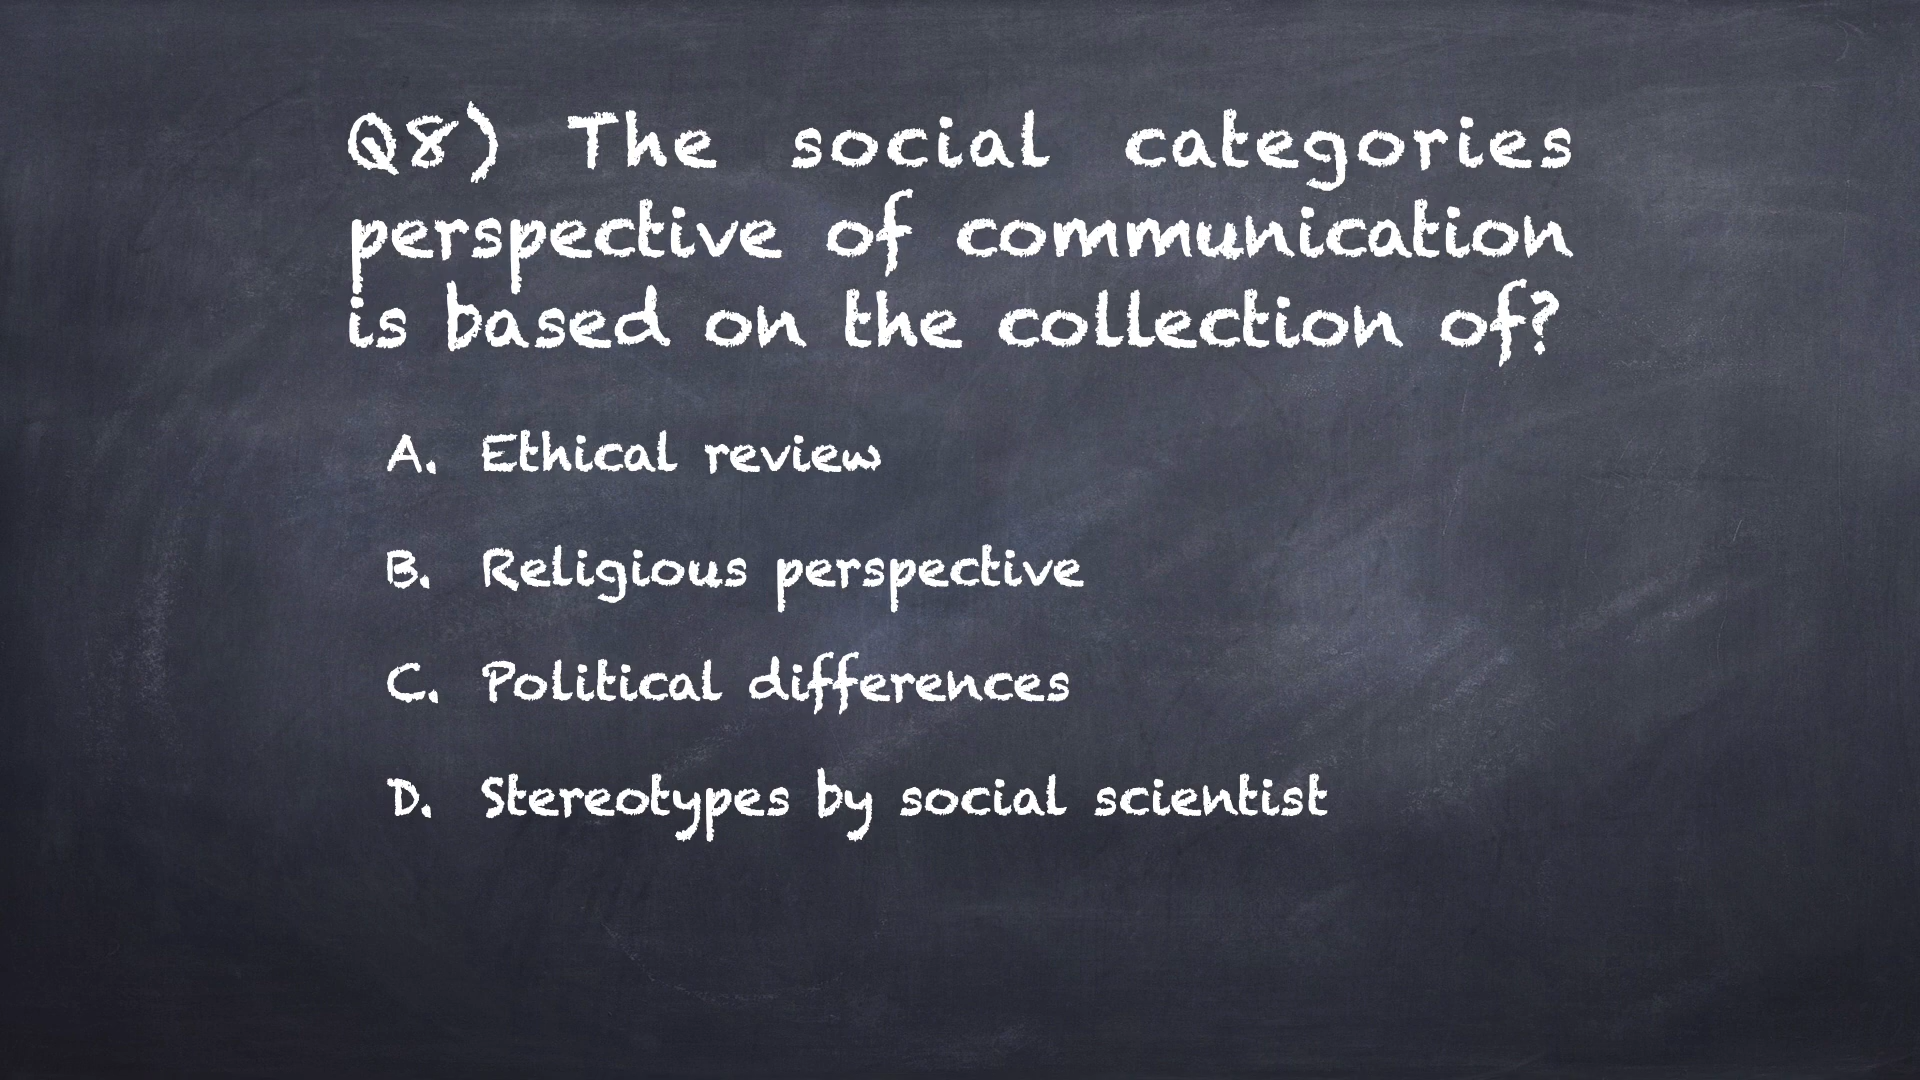 Q8) The social categories
perspective of communication
is based on the collection of?
A. Ethical review
B. Religious perspective
C. Political differences
D. Stereotypes by social scientist